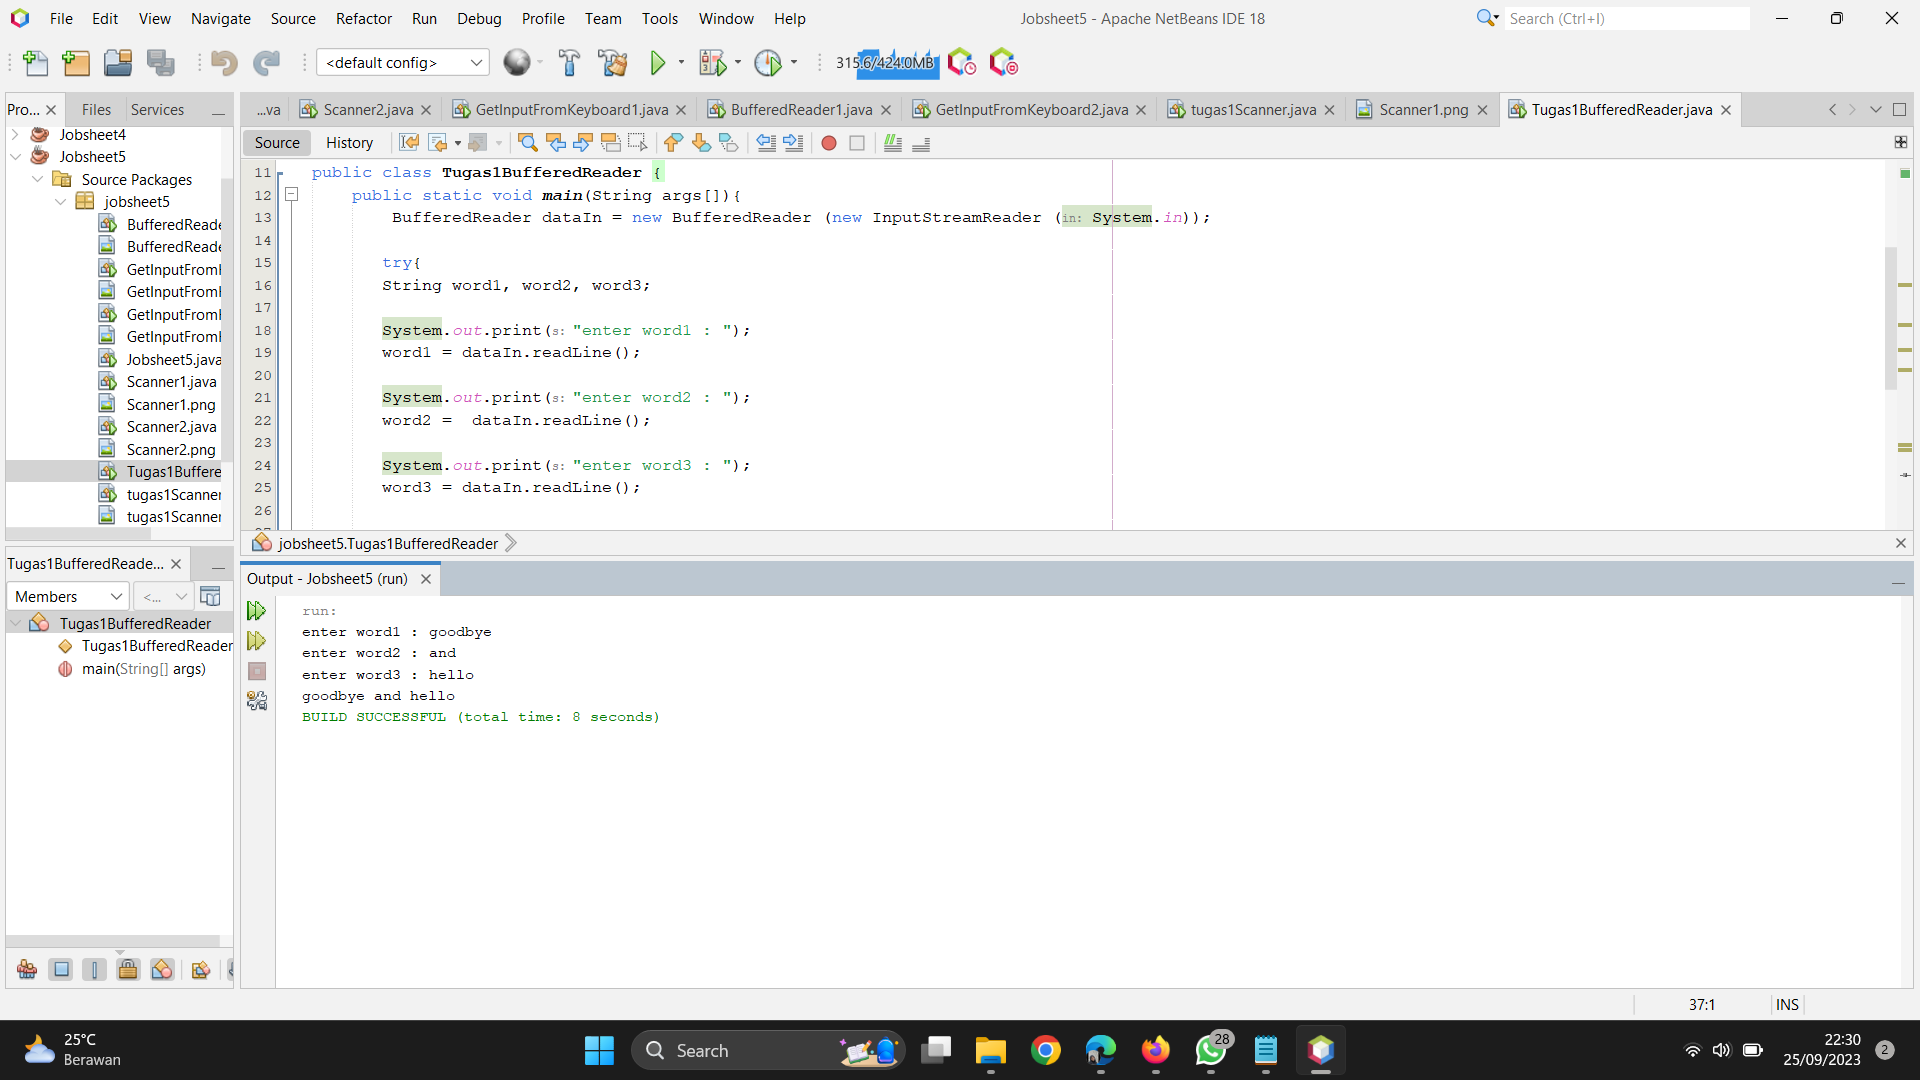 File Edit View Navigate Source Refactor Run Debug Profile Team Tools Window Help
Jobsheet5 - Apache NetBeans IDE 18
Search (Ctrl+I)
<default config>
315.6/424.0MB
Pro... Files Services
...va Scanner2.java GetInputFromKeyboard1.java BufferedReader1.java GetInputFromKeyboard2.java tugas1Scanner.java Scanner1.png Tugas1BufferedReader.java
Source History
Jobsheet4
Jobsheet5
Source Packages
jobsheet5
BufferedReade
BufferedReade
GetInputFroml
GetInputFroml
GetInputFroml
GetInputFroml
Jobsheet5.java
Scanner1.java
Scanner1.png
Scanner2.java
Scanner2.png
Tugas1Buffere
tugas1Scanner
tugas1Scanner
11 public class Tugas1BufferedReader {
12 public static void main(String args[]){
13 BufferedReader dataIn = new BufferedReader (new InputStreamReader (in: System.in));
14
15 try{
16 String word1, word2, word3;
17
18 System.out.print(s: "enter word1 : ");
19 word1 = dataIn.readLine();
20
21 System.out.print(s: "enter word2 : ");
22 word2 =  dataIn.readLine();
23
24 System.out.print(s: "enter word3 : ");
25 word3 = dataIn.readLine();
26
jobsheet5.Tugas1BufferedReader
Tugas1BufferedReade...
Members <...
Tugas1BufferedReader
Tugas1BufferedReader
main(String[] args)
Output - Jobsheet5 (run)
run:
enter word1 : goodbye
enter word2 : and
enter word3 : hello
goodbye and hello
BUILD SUCCESSFUL (total time: 8 seconds)
37:1 INS
25°C
Berawan
Search
28
22:30
25/09/2023
2